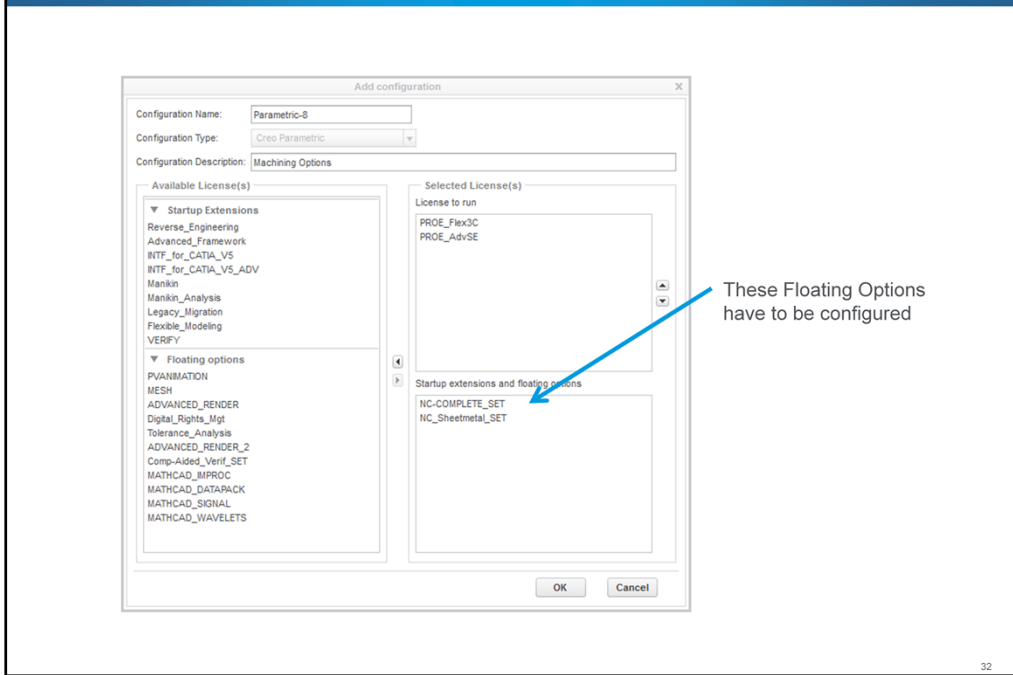 Add configuration
X
Configuration Name: Parametric-8
Configuration Type: Creo Parametric
Configuration Description: Machining Options
Available License(s)
Startup Extensions
Reverse_Engineering
Advanced_Framework
INTF_for_CATIA_V5
INTF_for_CATIA_V5_ADV
Manikin
Manikin_Analysis
Legacy_Migration
Flexible_Modeling
VERIFY
Floating options
PVANIMATION
MESH
ADVANCED_RENDER
Digital_Rights_Mgt
Tolerance_Analysis
ADVANCED_RENDER_2
Comp-Aided_Verif_SET
MATHCAD_IMPROC
MATHCAD_DATAPACK
MATHCAD_SIGNAL
MATHCAD_WAVELETS
Selected License(s)
License to run
PROE_Flex3C
PROE_AdvSE
Startup extensions and floating options
NC-COMPLETE_SET
NC_Sheetmetal_SET
OK
Cancel
These Floating Options
have to be configured
32